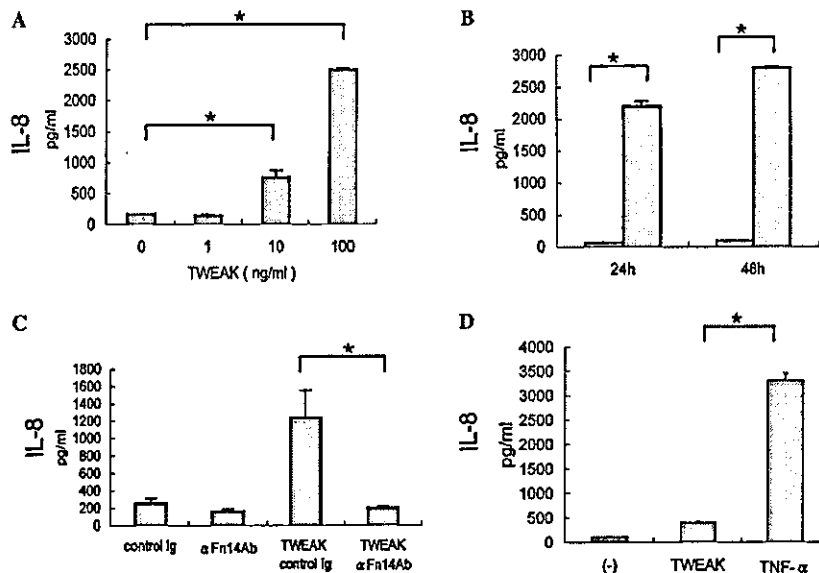 A
*
3000
2500
2000
1500
1000
500
0
IL-8
pg/ml
*
0 1 10 100
TWEAK ( ng/ml )
B
*
*
3000
2500
2000
1500
1000
500
0
IL-8
pg/ml
24h 48h
C
*
1800
1600
1400
1200
1000
800
600
400
200
0
IL-8
pg/ml
control Ig αFn14Ab TWEAK TWEAK
control Ig αFn14Ab
D
*
4000
3500
3000
2500
2000
1500
1000
500
0
IL-8
pg/ml
(-) TWEAK TNF-α